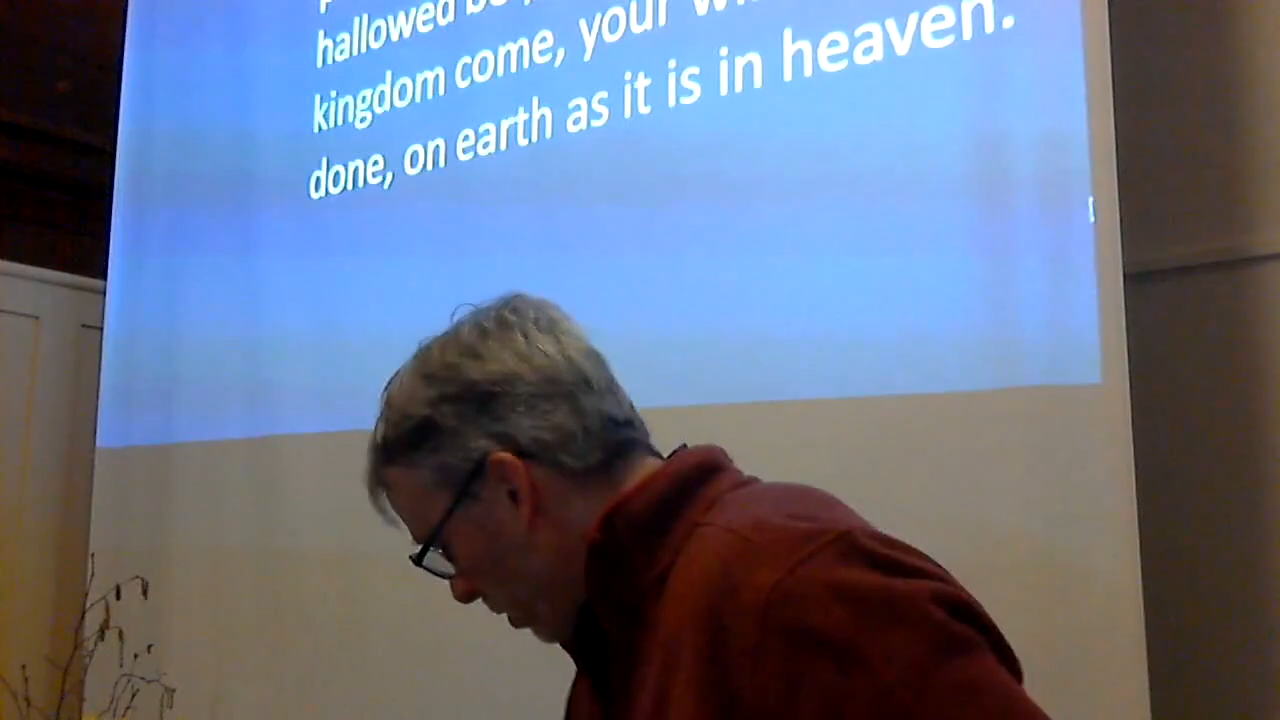 hallowed
kingdom come, your
done, on earth as it is in heaven.